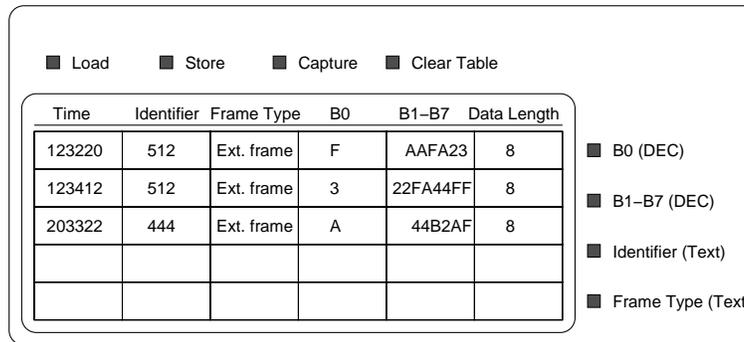 Load Store Capture Clear Table
Time Identifier Frame Type B0 B1–B7 Data Length
123220 512 Ext. frame F AAFA23 8
123412 512 Ext. frame 3 22FA44FF 8
203322 444 Ext. frame A 44B2AF 8
B0 (DEC)
B1–B7 (DEC)
Identifier (Text)
Frame Type (Text